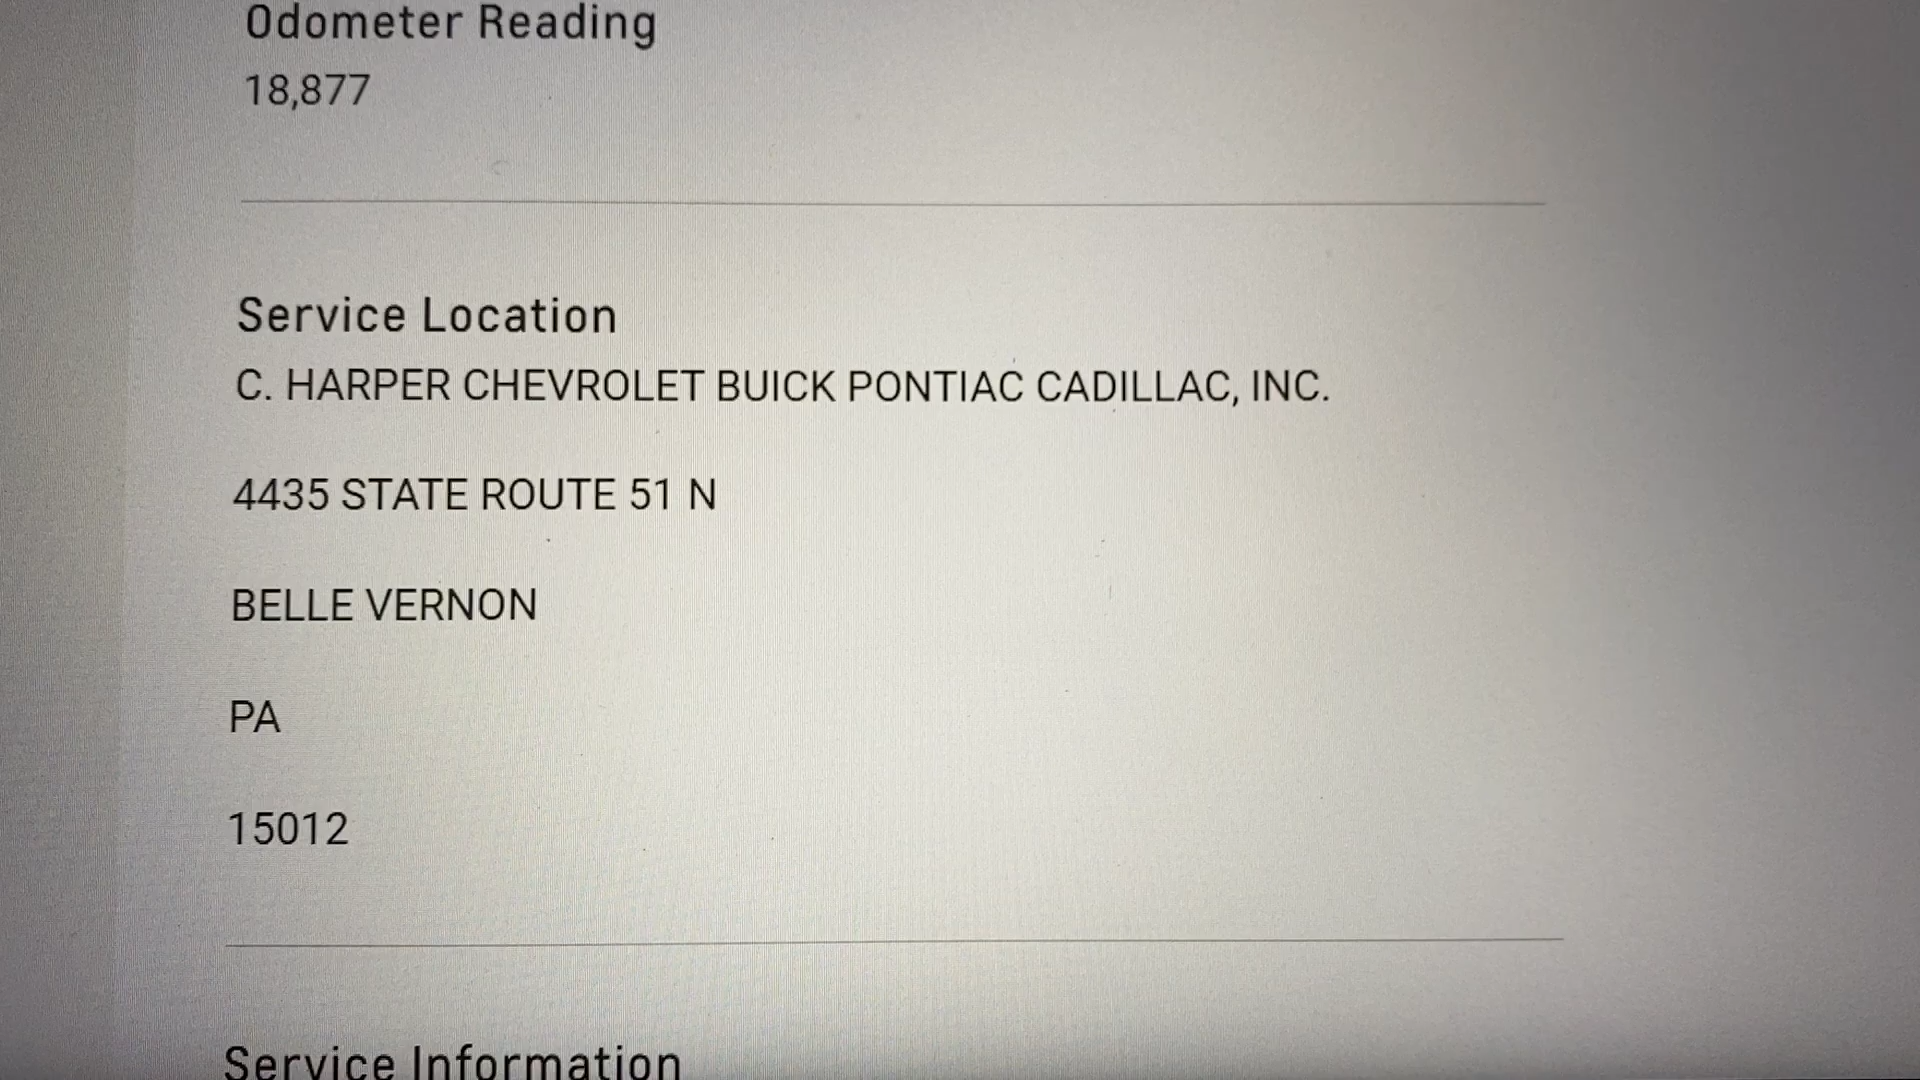 Odometer Reading
18,877
Service Location
C. HARPER CHEVROLET BUICK PONTIAC CADILLAC, INC.
4435 STATE ROUTE 51 N
BELLE VERNON
PA
15012
Service Information